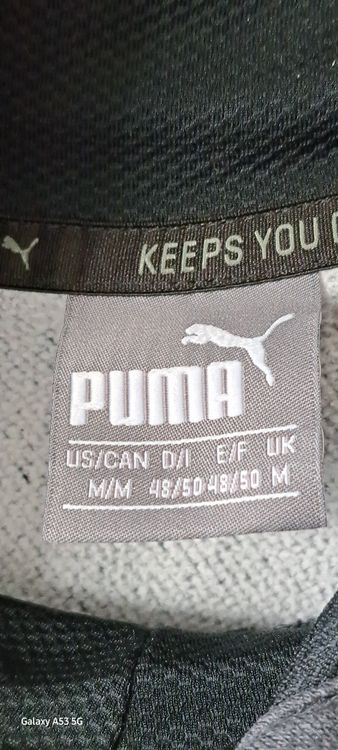 KEEPS YOU
PUMA
US/CAN D/I E/F UK
M/M 48/50 48/50 M
Galaxy A53 5G